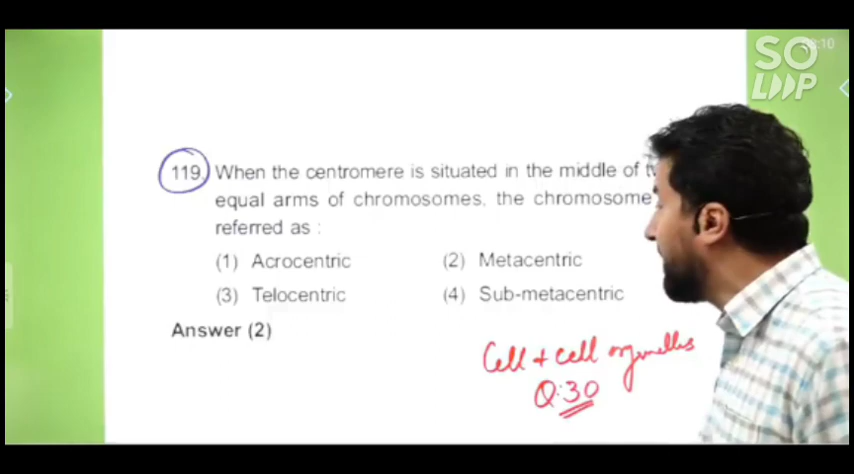 SO
LOOP
:10
119. When the centromere is situated in the middle of
equal arms of chromosomes, the chromosome
referred as :
(1) Acrocentric (2) Metacentric
(3) Telocentric (4) Sub-metacentric
Answer (2)
Cell + Cell organelles
Q:30